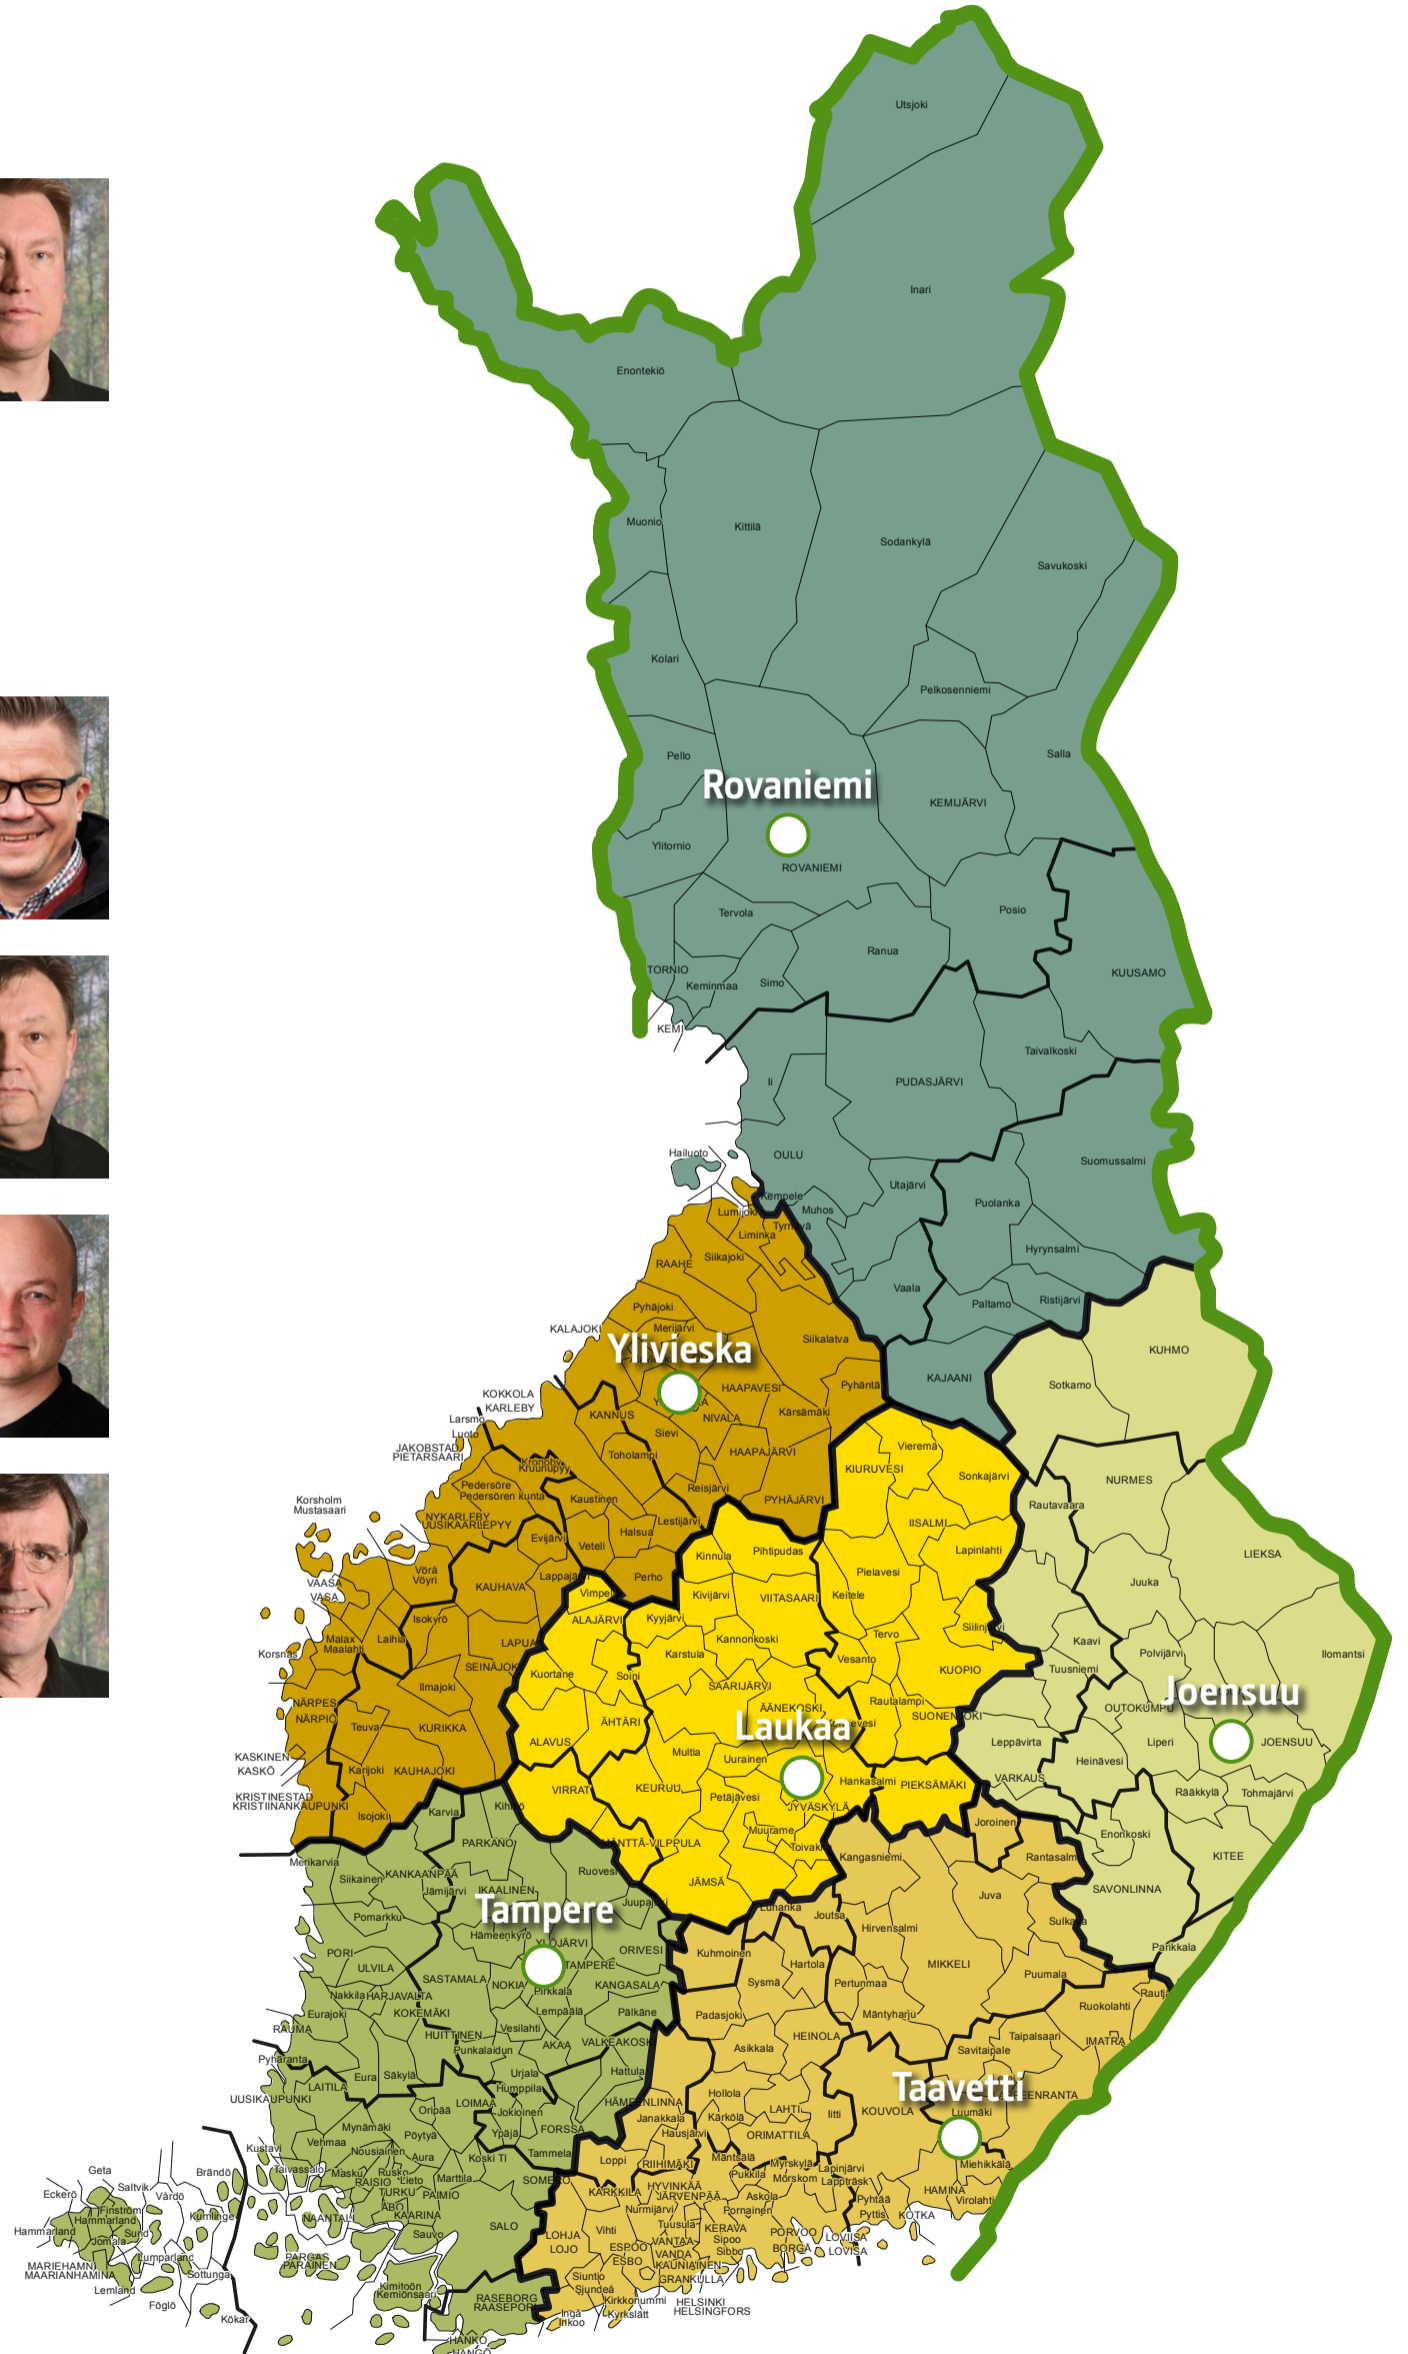 Utsjoki
Inari
Enontekiö
Muonio
Kittilä
Sodankylä
Savukoski
Kolari
Pelkosenniemi
Pello
Salla
Rovaniemi
KEMIJÄRVI
Ylitornio
ROVANIEMI
Tervola
Posio
Ranua
TORNIO
Keminmaa
Simo
KUUSAMO
KEMI
Taivalkoski
Ii
PUDASJÄRVI
Hailuoto
OULU
Suomussalmi
Utajärvi
Kempele
Muhos
Puolanka
Lumijoki
Liminka
Siikajoki
RAAHE
Hyrynsalmi
Vaala
Paltamo
Ristijärvi
Pyhäjoki
Merijärvi
KALAJOKI
Siikalatva
Ylivieska
KUHMO
KAJAANI
Sotkamo
Pyhäntä
HAAPAVESI
KOKKOLA
KARLEBY
KANNUS
NIVALA
Kärsämäki
Larsmo
Luoto
Sievi
JAKOBSTAD
PIETARSAARI
Toholampi
HAAPAJÄRVI
Vieremä
KIURUVESI
Sonkajärvi
Kronoby
Kruunupyy
Pedersöre
Pedersören kunta
Kaustinen
Reisjärvi
PYHÄJÄRVI
NURMES
Rautavaara
Korsholm
Mustasaari
NYKARLEBY
UUSIKAARLEPYY
Evijärvi
Veteli
Halsua
Lestijärvi
IISALMI
Lapinlahti
LIEKSA
Kinnula
Pihtipudas
Vörå
Vöyri
KAUHAVA
Lappajärvi
Perho
Pielavesi
Juuka
VAASA
VASA
Kivijärvi
VIITASAARI
Keitele
Isokyrö
ALAJÄRVI
Kyyjärvi
Malax
Maalahti
Laihia
LAPUA
Kannonkoski
Tervo
Kaavi
Polvijärvi
Ilomantsi
Korsnäs
Karstula
Vesanto
KUOPIO
Tuusniemi
Kuortane
Soini
SAARIJÄRVI
Ilmajoki
NÄRPES
NÄRPIÖ
Teuva
KURIKKA
ÄHTÄRI
ÄÄNEKOSKI
Rautalampi
OUTOKUMPU
Joensuu
Laukaa
ALAVUS
Multia
Uurainen
Leppävirta
Heinävesi
Liperi
JOENSUU
KASKINEN
KASKÖ
Karijoki
KAUHAJOKI
VIRRAT
KEURUU
Petäjävesi
Hankasalmi
PIEKSÄMÄKI
VARKAUS
Rääkkylä
Tohmajärvi
KRISTINESTAD
KRISTIINANKAUPUNKI
Isojoki
Karvia
JYVÄSKYLÄ
Muurame
Joroinen
Enonkoski
PARKANO
MÄNTTÄ-VILPPULA
Toivakka
Kangasniemi
Rantasalmi
KITEE
Merikarvia
Siikainen
KANKAANPÄÄ
Jämijärvi
IKAALINEN
Ruovesi
JÄMSÄ
Juva
SAVONLINNA
Tampere
Juupajoki
Luhanka
Joutsa
Hirvensalmi
Pomarkku
Hämeenkyrö
YLÖJÄRVI
ORIVESI
Kuhmoinen
Parikkala
PORI
ULVILA
TAMPERE
Hartola
MIKKELI
Puumala
SASTAMALA
NOKIA
Pirkkala
KANGASALA
Sysmä
Pertunmaa
Nakkila
HARJAVALTA
KOKEMÄKI
Lempäälä
Pälkäne
Padasjoki
Mäntyharju
Ruokolahti
Eurajoki
RAUMA
HUITTINEN
Vesilahti
HEINOLA
Taipalsaari
IMATRA
Punkalaidun
AKAA
VALKEAKOSKI
Asikkala
Savitaipale
Pyhäranta
Eura
Säkylä
Urjala
Hattula
LAITILA
Humppila
Taavetti
UUSIKAUPUNKI
Oripää
LOIMAA
Jokioinen
HÄMEENLINNA
Janakkala
Hollola
Kärkölä
LAHTI
Iitti
KOUVOLA
Luumäki
Mynämäki
Pöytyä
Ypäjä
FORSSA
Hausjärvi
ORIMATTILA
Vehmaa
Nousiainen
Aura
Koski Tl
Tammela
Loppi
RIIHIMÄKI
Mäntsälä
Myrskylä
Mörskom
Lapinjärvi
Lappträsk
Miehikkälä
Kustavi
Taivassalo
Masku
RAISIO
Rusko
Lieto
Marttila
SOMERO
KARKKILA
HYVINKÄÄ
Pukkila
HAMINA
Virolahti
Geta
Saltvik
Brändö
Eckerö
Vårdö
TURKU
ÅBO
PAIMIO
JÄRVENPÄÄ
Askola
Pyhtää
Pyttis
KOTKA
Finström
Hammarland
Kumlinge
NAANTALI
KAARINA
Nurmijärvi
Pornainen
Hammarland
Sund
Jomala
Sauvo
SALO
LOHJA
LOJO
Vihti
Tuusula
KERAVA
Sipoo
Sibbo
PORVOO
BORGÅ
LOVIISA
LOVISA
MARIEHAMN
MAARIANHAMINA
Lumparland
Sottunga
PARGAS
PARAINEN
ESPOO
ESBO
VANTAA
VANDA
KAUNIAINEN
GRANKULLA
Lemland
Föglö
Kökar
Kimitoön
Kemiönsaari
Siuntio
Sjundeå
Kirkkonummi
Kyrkslätt
HELSINKI
HELSINGFORS
RASEBORG
RAASEPORI
Ingå
Inkoo
HANKO
HANGÖ